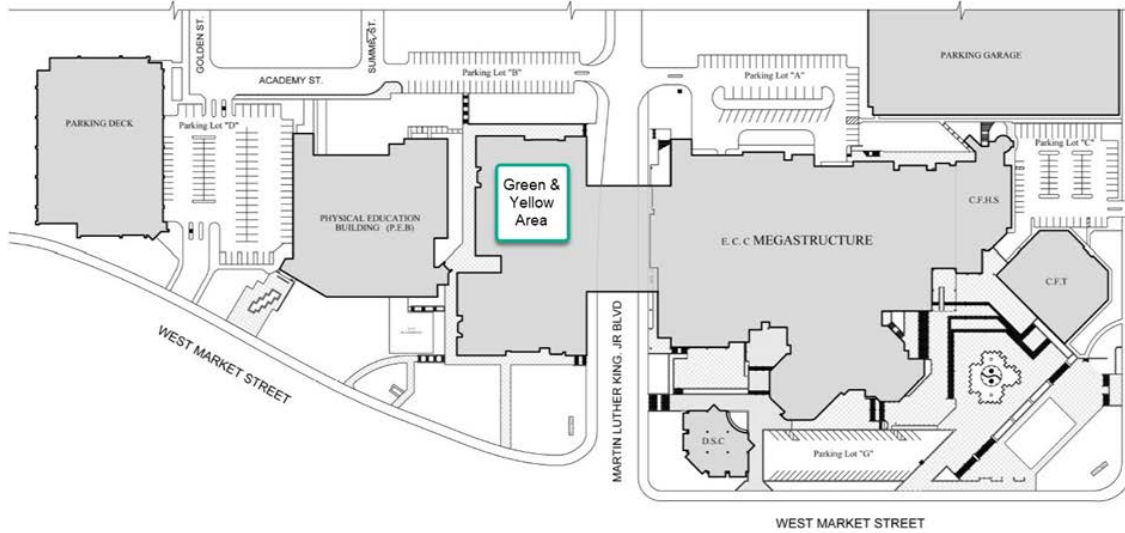 GOLDEN ST.
SUMMIT ST.
ACADEMY ST.
Parking Lot "B"
Parking Lot "A"
PARKING GARAGE
PARKING DECK
Parking Lot "D"
Parking Lot "C"
Green &
Yellow
Area
PHYSICAL EDUCATION
BUILDING (P.E.B)
C.F.H.S
E. C. C MEGASTRUCTURE
C.F.T
WEST MARKET STREET
MARTIN LUTHER KING. JR BLVD
D.S.C
Parking Lot "G"
WEST MARKET STREET